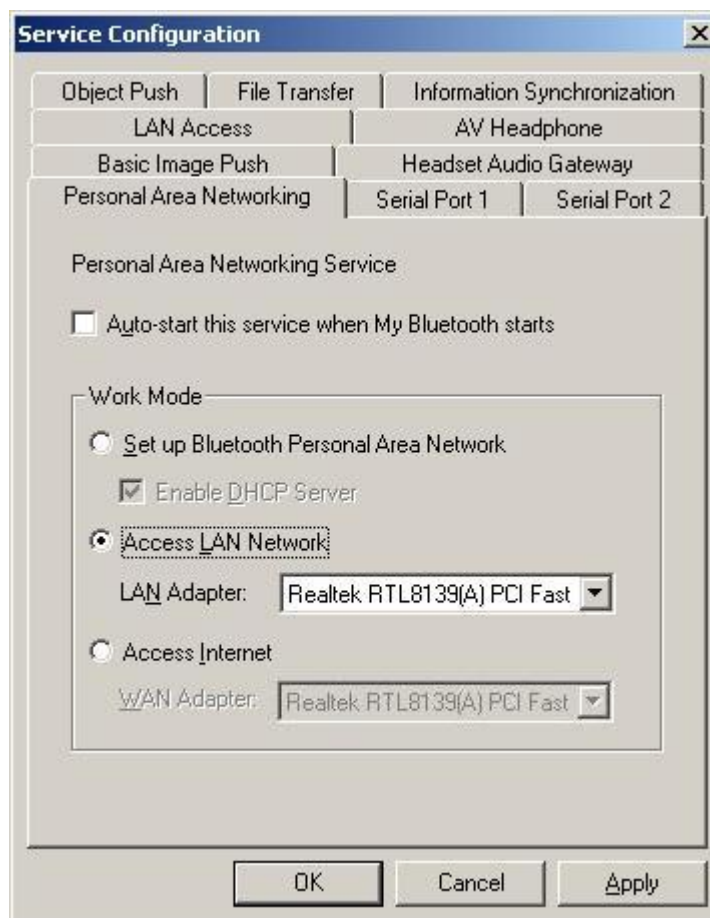 Service Configuration
Object Push File Transfer Information Synchronization
LAN Access AV Headphone
Basic Image Push Headset Audio Gateway
Personal Area Networking Serial Port 1 Serial Port 2
Personal Area Networking Service
Auto-start this service when My Bluetooth starts
Work Mode
Set up Bluetooth Personal Area Network
Enable DHCP Server
Access LAN Network
LAN Adapter: Realtek RTL8139(A) PCI Fast
Access Internet
WAN Adapter: Realtek RTL8139(A) PCI Fast
OK Cancel Apply